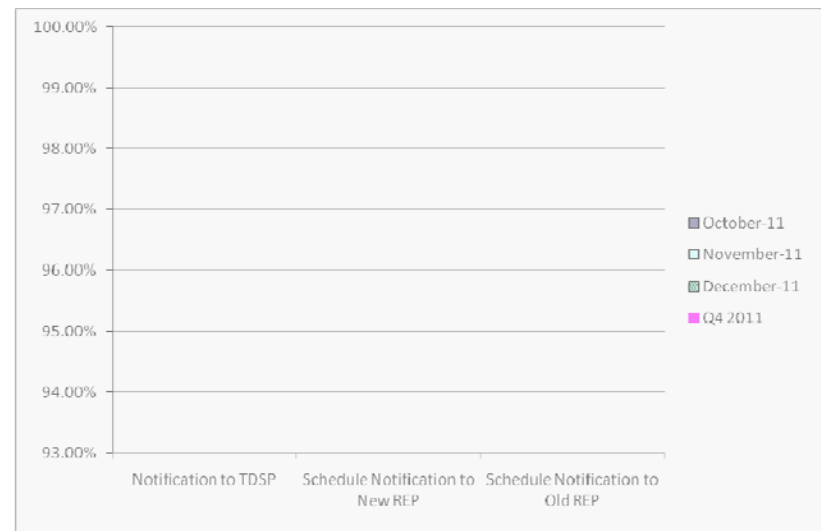 100.00%
99.00%
98.00%
97.00%
96.00%
95.00%
94.00%
93.00%
Notification to TDSP
Schedule Notification to
New REP
Schedule Notification to
Old REP
October-11
November-11
December-11
Q4 2011